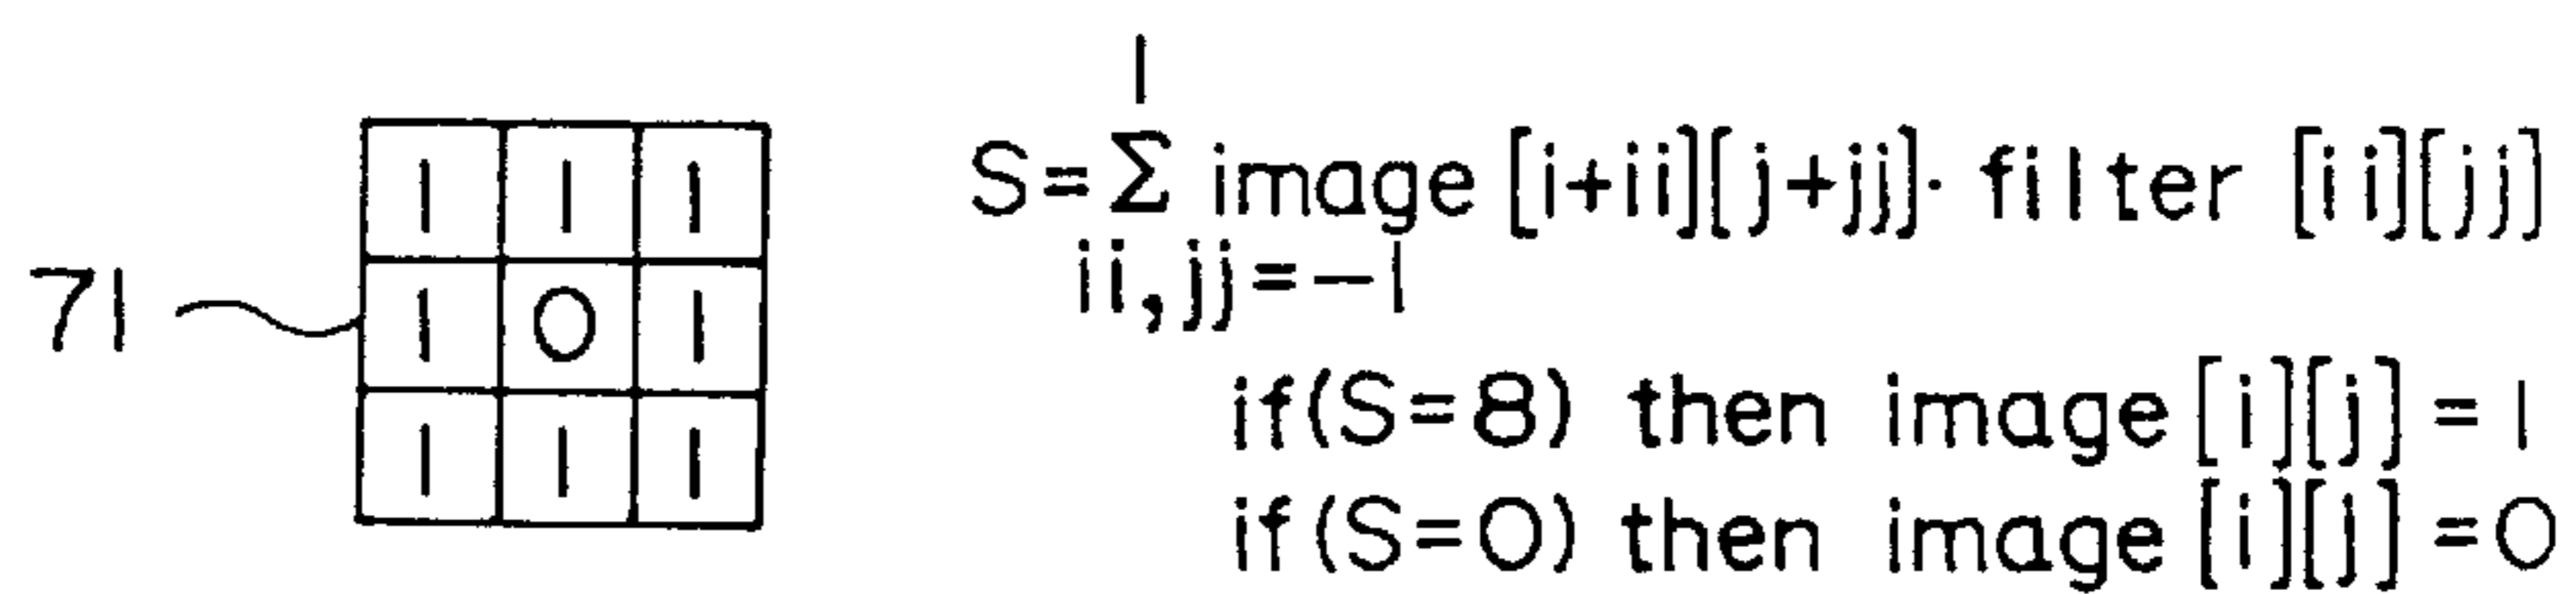 71
1 1 1
1 0 1
1 1 1
1
S=Σ image [i+ii][j+jj]· filter [ii][jj]
ii,jj=−1
if(S=8) then image [i][j] = 1
if(S=0) then image [i][j] =0